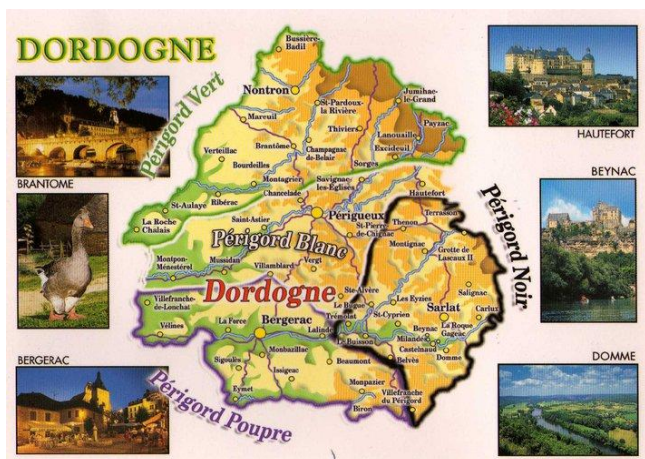 DORDOGNE
Périgord Vert
Périgord Blanc
Périgord Noir
Périgord Poupre
Dordogne
BRANTOME
BERGERAC
HAUTEFORT
BEYNAC
DOMME
Bussière-
Badil
Nontron
St-Pardoux-
la Rivière
Jumilhac-
le-Grand
Mareuil
Thiviers
Lanouaille
Payzac
Excideuil
Verteillac
Brantôme
Champagnac
de-Belair
Bourdeilles
Sorges
Montagrier
Savignac-
les-Eglises
Chancelade
Hautefort
St-Aulaye
Ribérac
La Roche
Chalais
Saint-Astier
Périgueux
Terrasson
Thenon
St-Pierre-
de-Chignac
Montignac
Grotte de
Lascaux II
Montpon-
Ménestérol
Mussidan
Vergt
Villamblard
Salignac
Ste-Alvère
Les Eyzies
Carlux
Villefranche-
de-Louchat
Le Bugue
Sarlat
Trémolat
St-Cyprien
La Force
Bergerac
Lalinde
Vélines
Beynac
La Roque
Gageac
Milandes
Castelnaud
Le Buisson
Domme
Monbazillac
Belvès
Sigoulès
Beaumont
Issigeac
Eymet
Monpazier
Villefranche
du Périgord
Biron